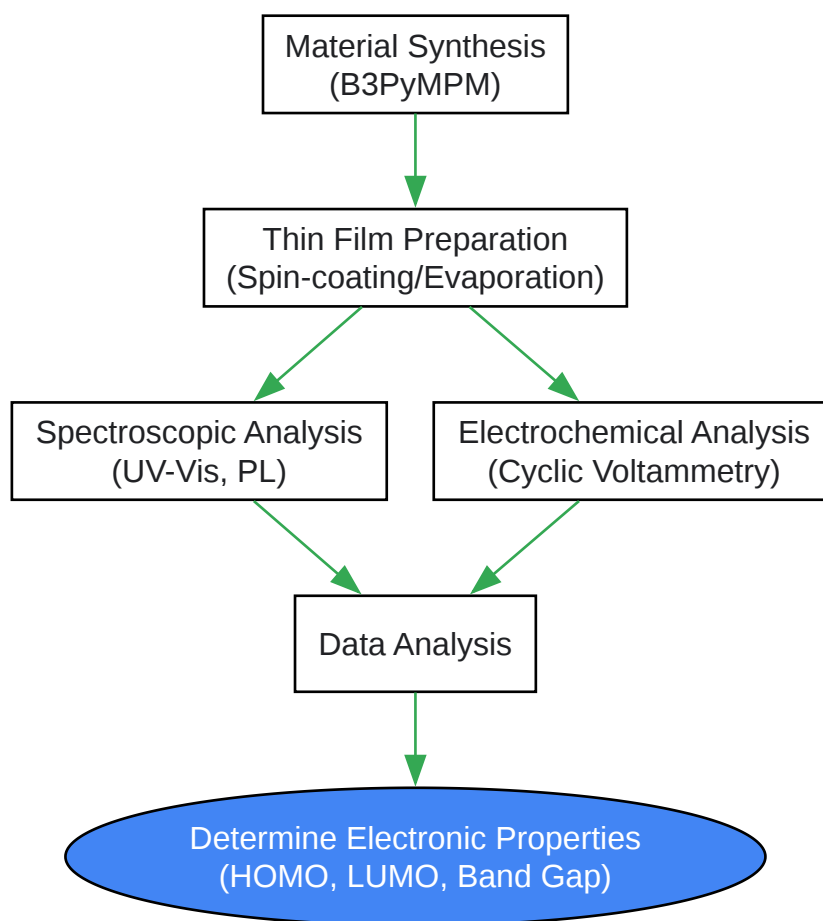 Material Synthesis
(B3PyMPM)
Thin Film Preparation
(Spin-coating/Evaporation)
Spectroscopic Analysis
(UV-Vis, PL)
Electrochemical Analysis
(Cyclic Voltammetry)
Data Analysis
Determine Electronic Properties
(HOMO, LUMO, Band Gap)